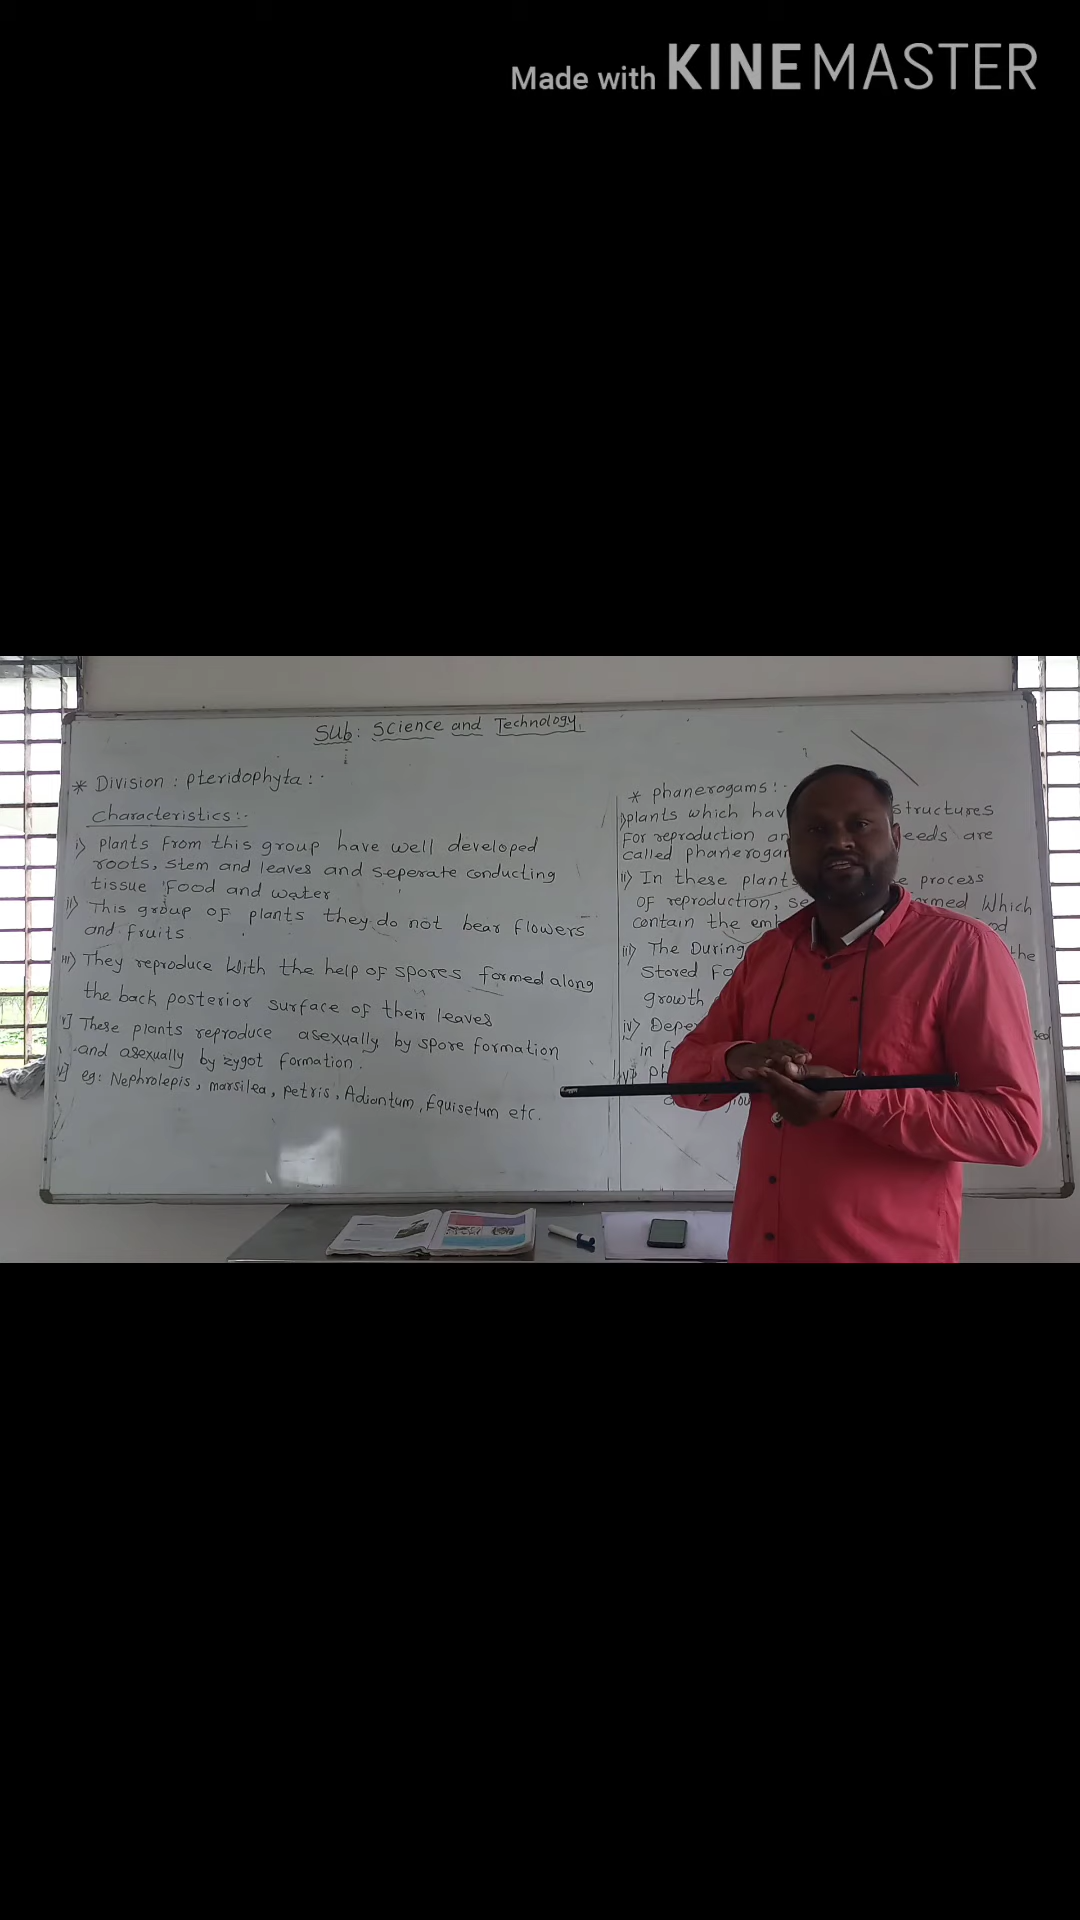 Made with KINEMASTER
Sub: Science and Technology
* Division : pteridophyta :-
Characteristics :-
i) plants from this group have well developed
roots, stem and leaves and seperate conducting
tissue Food and water
ii) This group of plants they do not bear flowers
and fruits
iii) They reproduce with the help of spores formed along
the back posterior surface of their leaves
These plants reproduce asexually by spore formation
and asexually by zygot formation.
eg: Nephrolepis, marsilea, petris, Adiantum, Equisetum etc.
* phanerogams :-
i) plants which structures
For reproduction are
called
ii) In these plants process
of reproduction, Which
contain the
iii) The During the
Stored
growth
iv)
in
v)